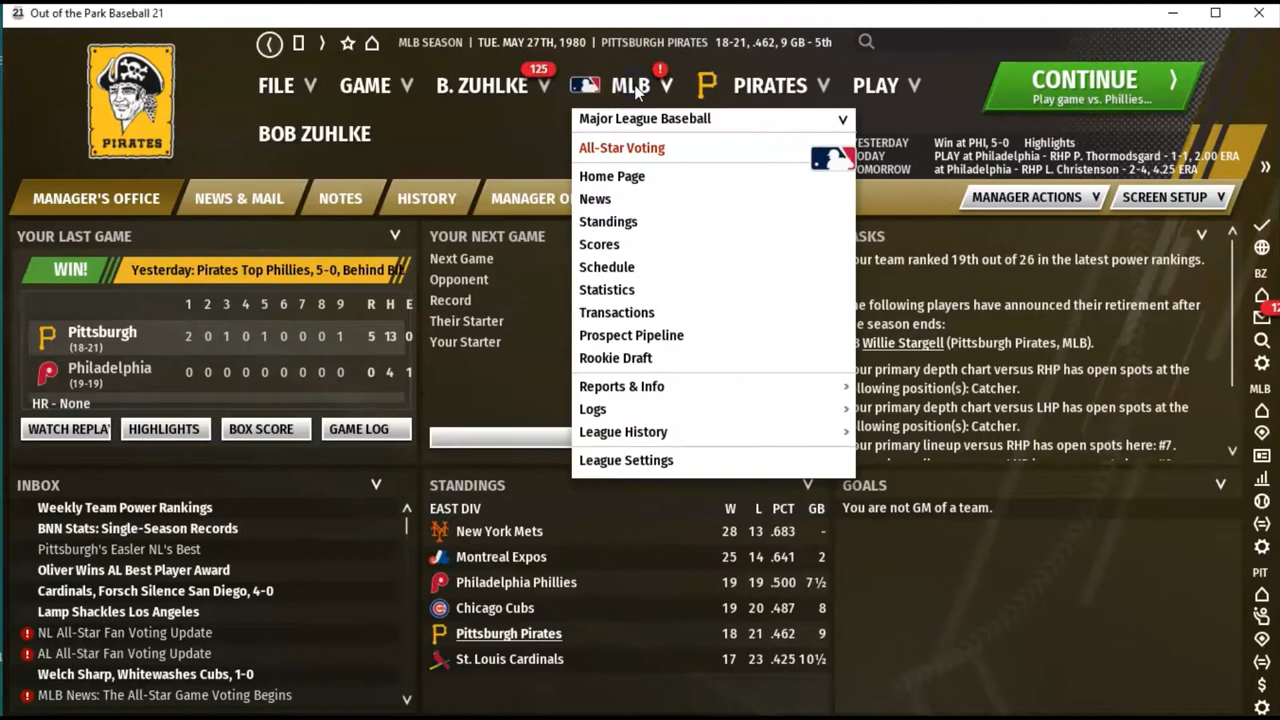 21 Out of the Park Baseball 21
MLB SEASON | TUE. MAY 27TH, 1980 | PITTSBURGH PIRATES 18-21, .462, 9 GB - 5th
FILE GAME B. ZUHLKE 125 MLB ! PIRATES PLAY
CONTINUE
Play game vs. Phillies...
PIRATES
BOB ZUHLKE
Major League Baseball
All-Star Voting
Home Page
News
Standings
Scores
Schedule
Statistics
Transactions
Prospect Pipeline
Rookie Draft
Reports & Info
Logs
League History
League Settings
YESTERDAY Win at PHI, 5-0 Highlights
ODAY PLAY at Philadelphia - RHP P. Thormodsgard - 1-1, 2.00 ERA
OMORROW at Philadelphia - RHP L. Christenson - 2-4, 4.25 ERA
MANAGER'S OFFICE NEWS & MAIL NOTES HISTORY MANAGER O
MANAGER ACTIONS SCREEN SETUP
YOUR LAST GAME
WIN! Yesterday: Pirates Top Phillies, 5-0, Behind
1 2 3 4 5 6 7 8 9 R H E
Pittsburgh 2 0 1 0 1 0 0 0 1 5 13 0
(18-21)
Philadelphia 0 0 0 0 0 0 0 0 0 0 4 1
(19-19)
HR - None
WATCH REPLA HIGHLIGHTS BOX SCORE GAME LOG
YOUR NEXT GAME
Next Game
Opponent
Record
Their Starter
Your Starter
ASKS
our team ranked 19th out of 26 in the latest power rankings.
he following players have announced their retirement after
he season ends:
B Willie Stargell (Pittsburgh Pirates, MLB).
our primary depth chart versus RHP has open spots at the
ollowing position(s): Catcher.
our primary depth chart versus LHP has open spots at the
ollowing position(s): Catcher.
our primary lineup versus RHP has open spots here: #7.
INBOX
Weekly Team Power Rankings
BNN Stats: Single-Season Records
Pittsburgh's Easler NL's Best
Oliver Wins AL Best Player Award
Cardinals, Forsch Silence San Diego, 4-0
Lamp Shackles Los Angeles
NL All-Star Fan Voting Update
AL All-Star Fan Voting Update
Welch Sharp, Whitewashes Cubs, 1-0
MLB News: The All-Star Game Voting Begins
STANDINGS
EAST DIV W L PCT GB
New York Mets 28 13 .683 -
Montreal Expos 25 14 .641 2
Philadelphia Phillies 19 19 .500 7½
Chicago Cubs 19 20 .487 8
Pittsburgh Pirates 18 21 .462 9
St. Louis Cardinals 17 23 .425 10½
GOALS
You are not GM of a team.
BZ
12
MLB
PIT